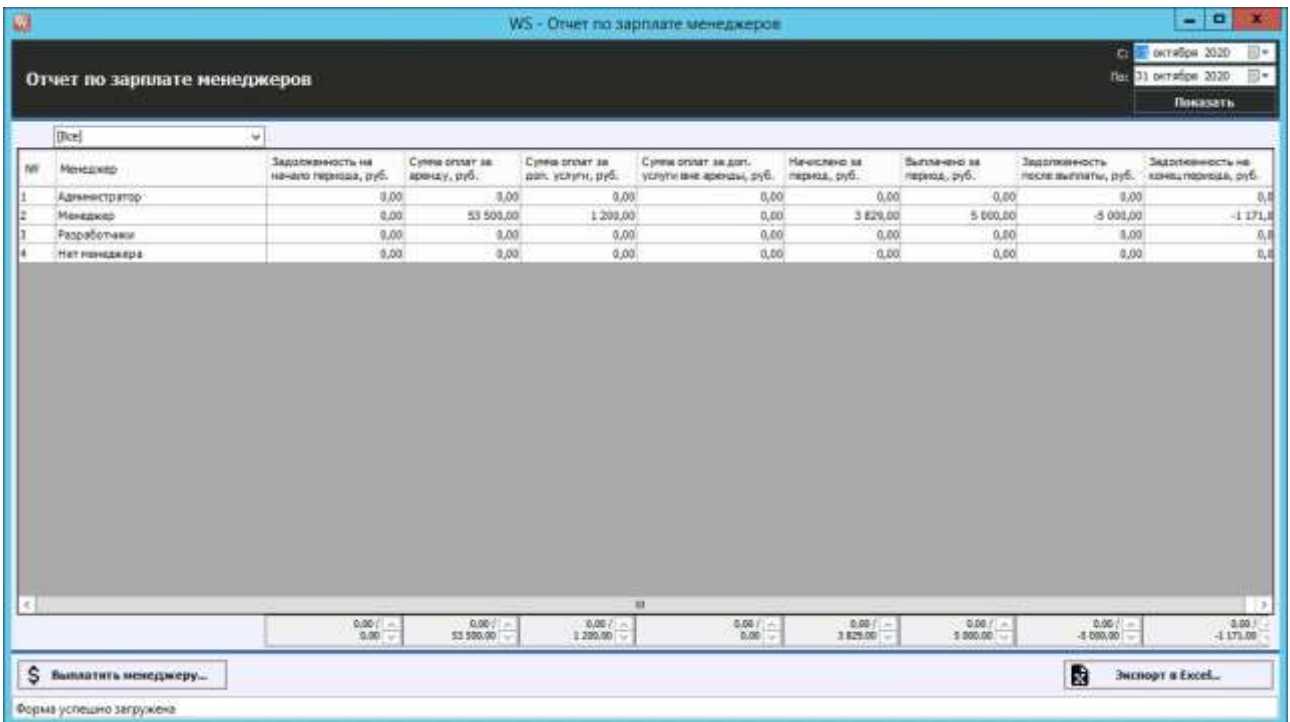 WS - Отчет по зарплате менеджеров
С: октября 2020
Отчет по зарплате менеджеров
По: 31 октября 2020
Показать
[Все]
№ Менеджер Задолженность на начало периода, руб. Сумма оплат за аренду, руб. Сумма оплат за доп. услуги, руб. Сумма оплат за доп. услуги вне аренды, руб. Начислено за период, руб. Выплачено за период, руб. Задолженность после выплаты, руб. Задолженность на конец периода, руб.
1 Администратор 0,00 0,00 0,00 0,00 0,00 0,00 0,00 0,0
2 Менеджер 0,00 53 500,00 1 200,00 0,00 3 829,00 5 000,00 -5 000,00 -1 171,0
3 Разработчики 0,00 0,00 0,00 0,00 0,00 0,00 0,00 0,0
4 Нет менеджера 0,00 0,00 0,00 0,00 0,00 0,00 0,00 0,0
0.00 / 0.00 / 0.00 / 0.00 / 0.00 / 0.00 / 0.00 / 0.00 /
0.00 53 500.00 1 200.00 0.00 3 829.00 5 000.00 -5 000.00 -1 171.00
$ Выплатить менеджеру...
Экспорт в Excel...
Форма успешно загружена